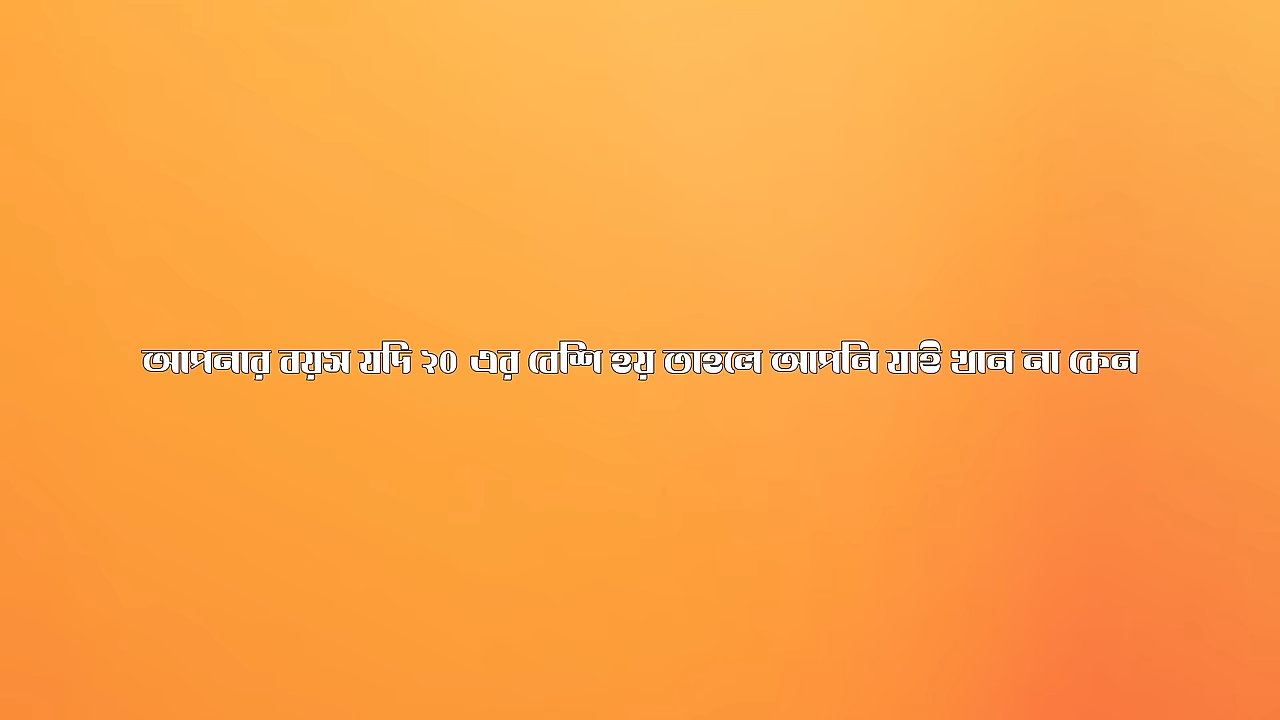 আপনার বয়স যদি ২০ এর বেশি হয় তাহলে আপনি যাই খান না কেন